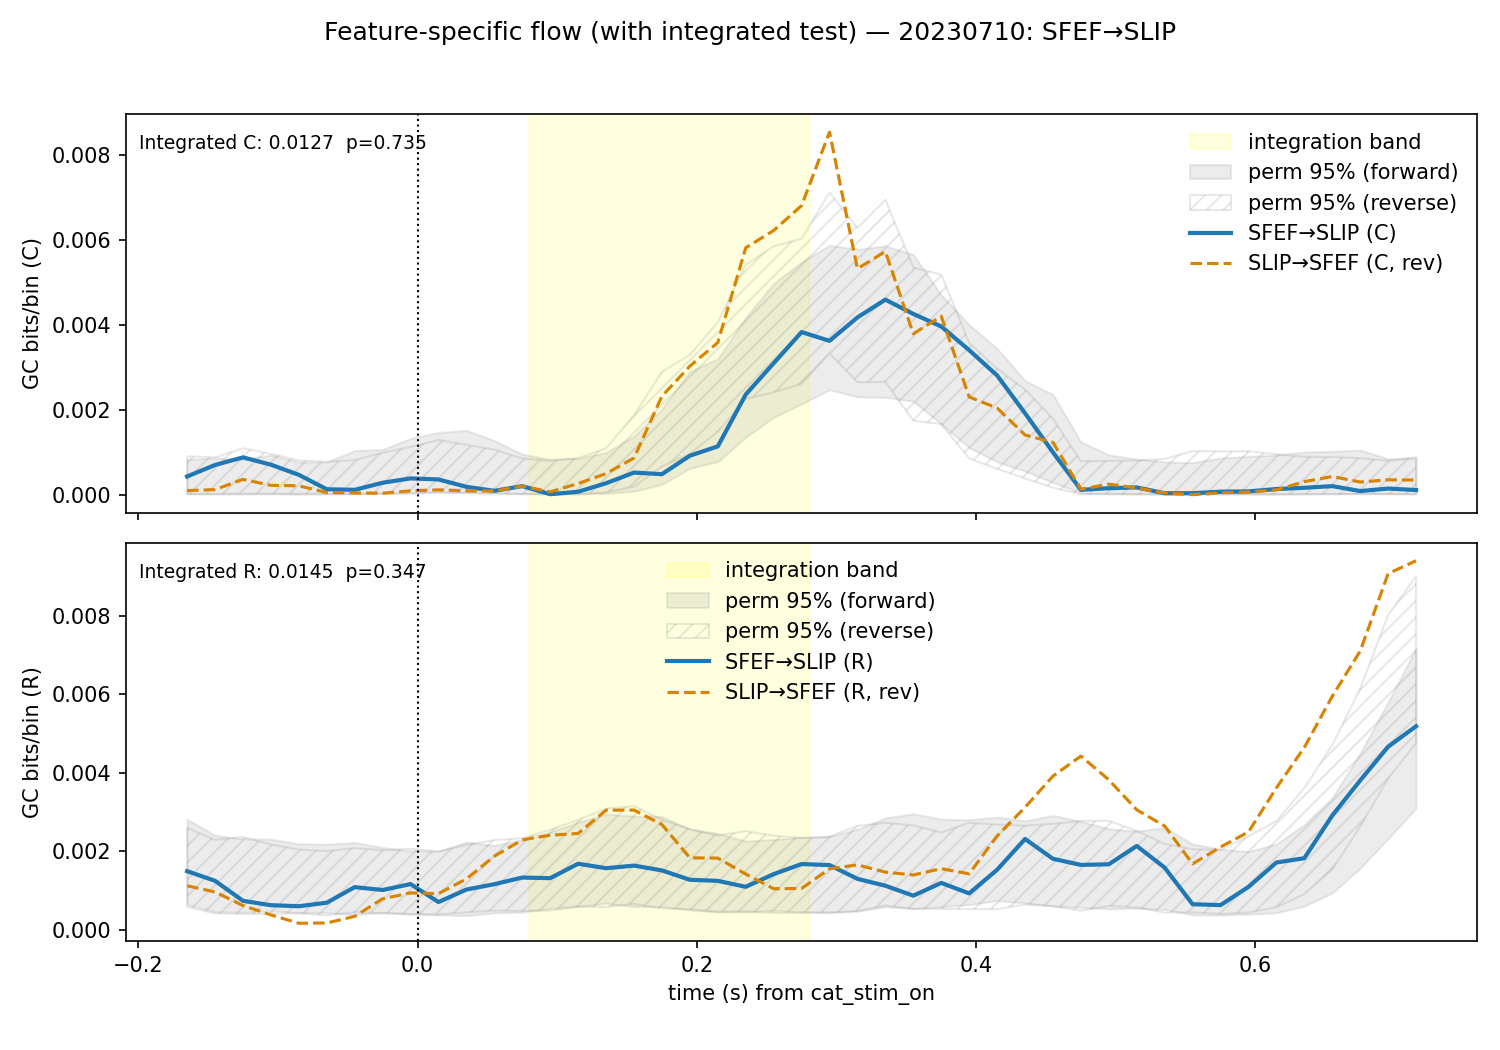 Feature-specific flow (with integrated test) — 20230710: SFEF→SLIP
Integrated C: 0.0127  p=0.735
integration band
perm 95% (forward)
perm 95% (reverse)
SFEF→SLIP (C)
SLIP→SFEF (C, rev)
GC bits/bin (C)
0.008
0.006
0.004
0.002
0.000
Integrated R: 0.0145  p=0.347
integration band
perm 95% (forward)
perm 95% (reverse)
SFEF→SLIP (R)
SLIP→SFEF (R, rev)
GC bits/bin (R)
0.008
0.006
0.004
0.002
0.000
−0.2 0.0 0.2 0.4 0.6
time (s) from cat_stim_on